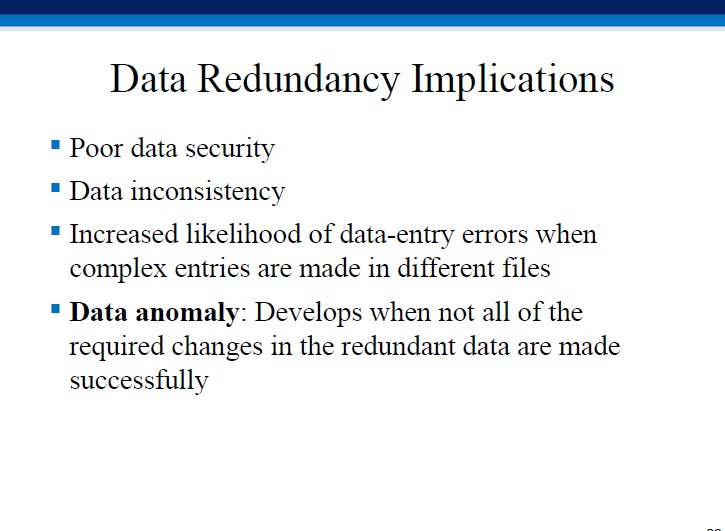 Data Redundancy Implications
▪ Poor data security
▪ Data inconsistency
▪ Increased likelihood of data-entry errors when
complex entries are made in different files
▪ Data anomaly: Develops when not all of the
required changes in the redundant data are made
successfully